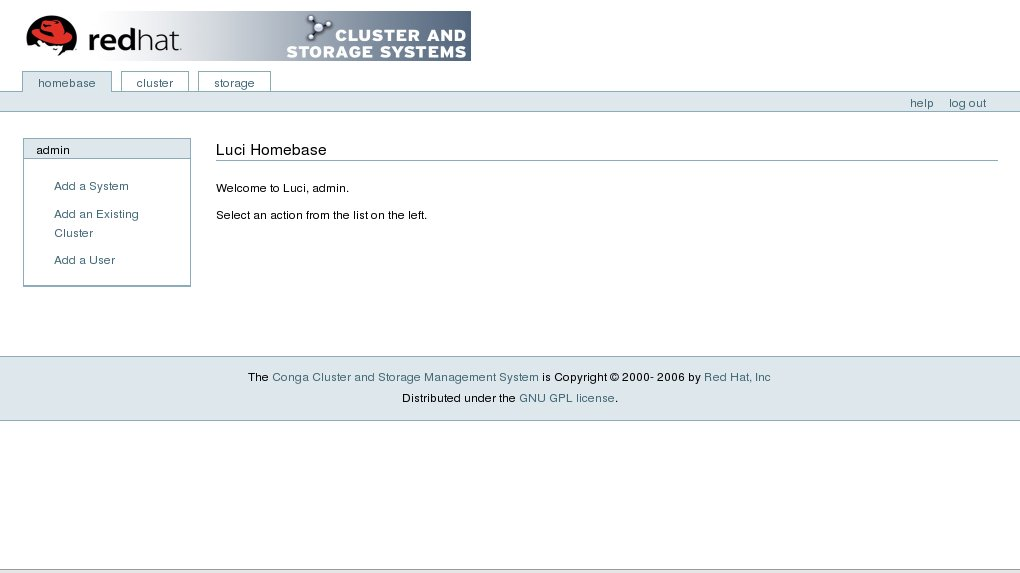 redhat.
CLUSTER AND
STORAGE SYSTEMS
homebase cluster storage
help log out
admin
Add a System
Add an Existing
Cluster
Add a User
Luci Homebase
Welcome to Luci, admin.
Select an action from the list on the left.
The Conga Cluster and Storage Management System is Copyright © 2000- 2006 by Red Hat, Inc
Distributed under the GNU GPL license.